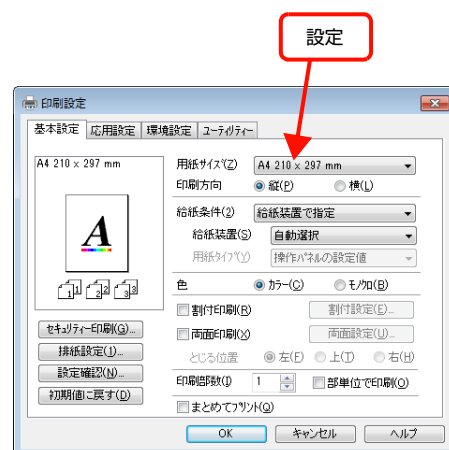 設定
印刷設定
基本設定 応用設定 環境設定 ユーティリティー
A4 210 x 297 mm
A
1 1 2 2 3 3
セキュリティー印刷(G)...
排紙設定(1)...
設定確認(N)...
初期値に戻す(D)
用紙サイズ(Z) A4 210 x 297 mm
印刷方向 縦(P) 横(L)
給紙条件(2) 給紙装置で指定
給紙装置(S) 自動選択
用紙タイプ(Y) 操作パネルの設定値
色 カラー(C) モノクロ(B)
割付印刷(R) 割付設定(E)...
両面印刷(X) 両面設定(U)...
とじる位置 左(F) 上(T) 右(H)
印刷部数(I) 1 部単位で印刷(O)
まとめてプリント(Q)
OK キャンセル ヘルプ